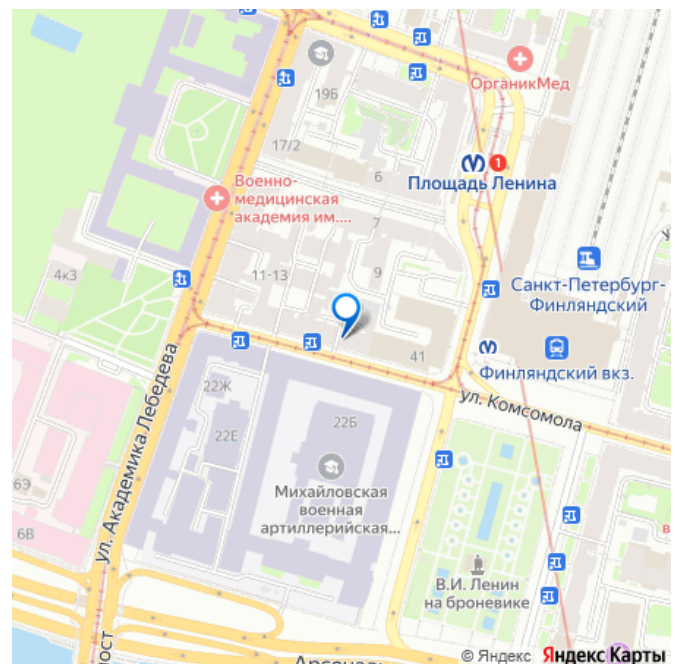 ОрганикМед
19Б
17/2
6
1
Площадь Ленина
Военно-
медицинская
академия им....
7
9
11-13
4к3
Санкт-Петербург-
Финляндский
Финляндский вкз.
41
ул. Комсомола
ул. Академика Лебедева
22Ж
22Е
22Б
Михайловская
военная
артиллерийская...
6Э
6В
В.И. Ленин
на броневике
© Яндекс Яндекс Карты